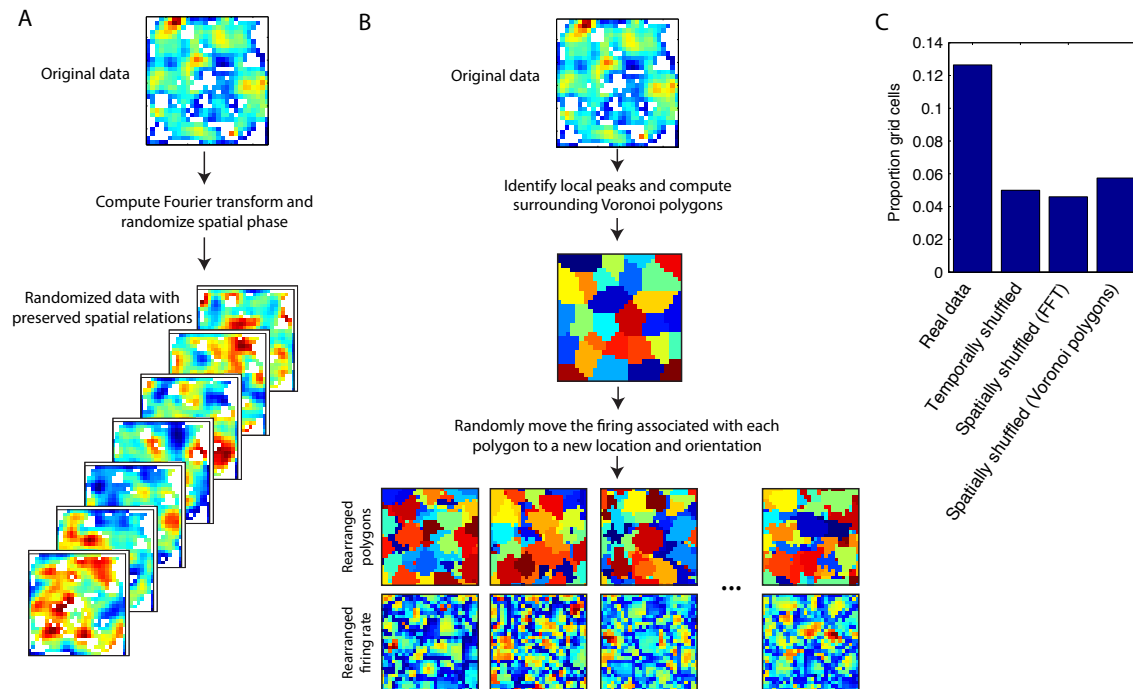 A
Original data
Compute Fourier transform and
randomize spatial phase
Randomized data with
preserved spatial relations
B
Original data
Identify local peaks and compute
surrounding Voronoi polygons
Randomly move the firing associated with each
polygon to a new location and orientation
Rearranged
polygons
...
Rearranged
firing rate
C
Proportion grid cells
0.14
0.12
0.1
0.08
0.06
0.04
0.02
0
Real data
Temporally shuffled
Spatially shuffled (FFT)
Spatially shuffled (Voronoi polygons)